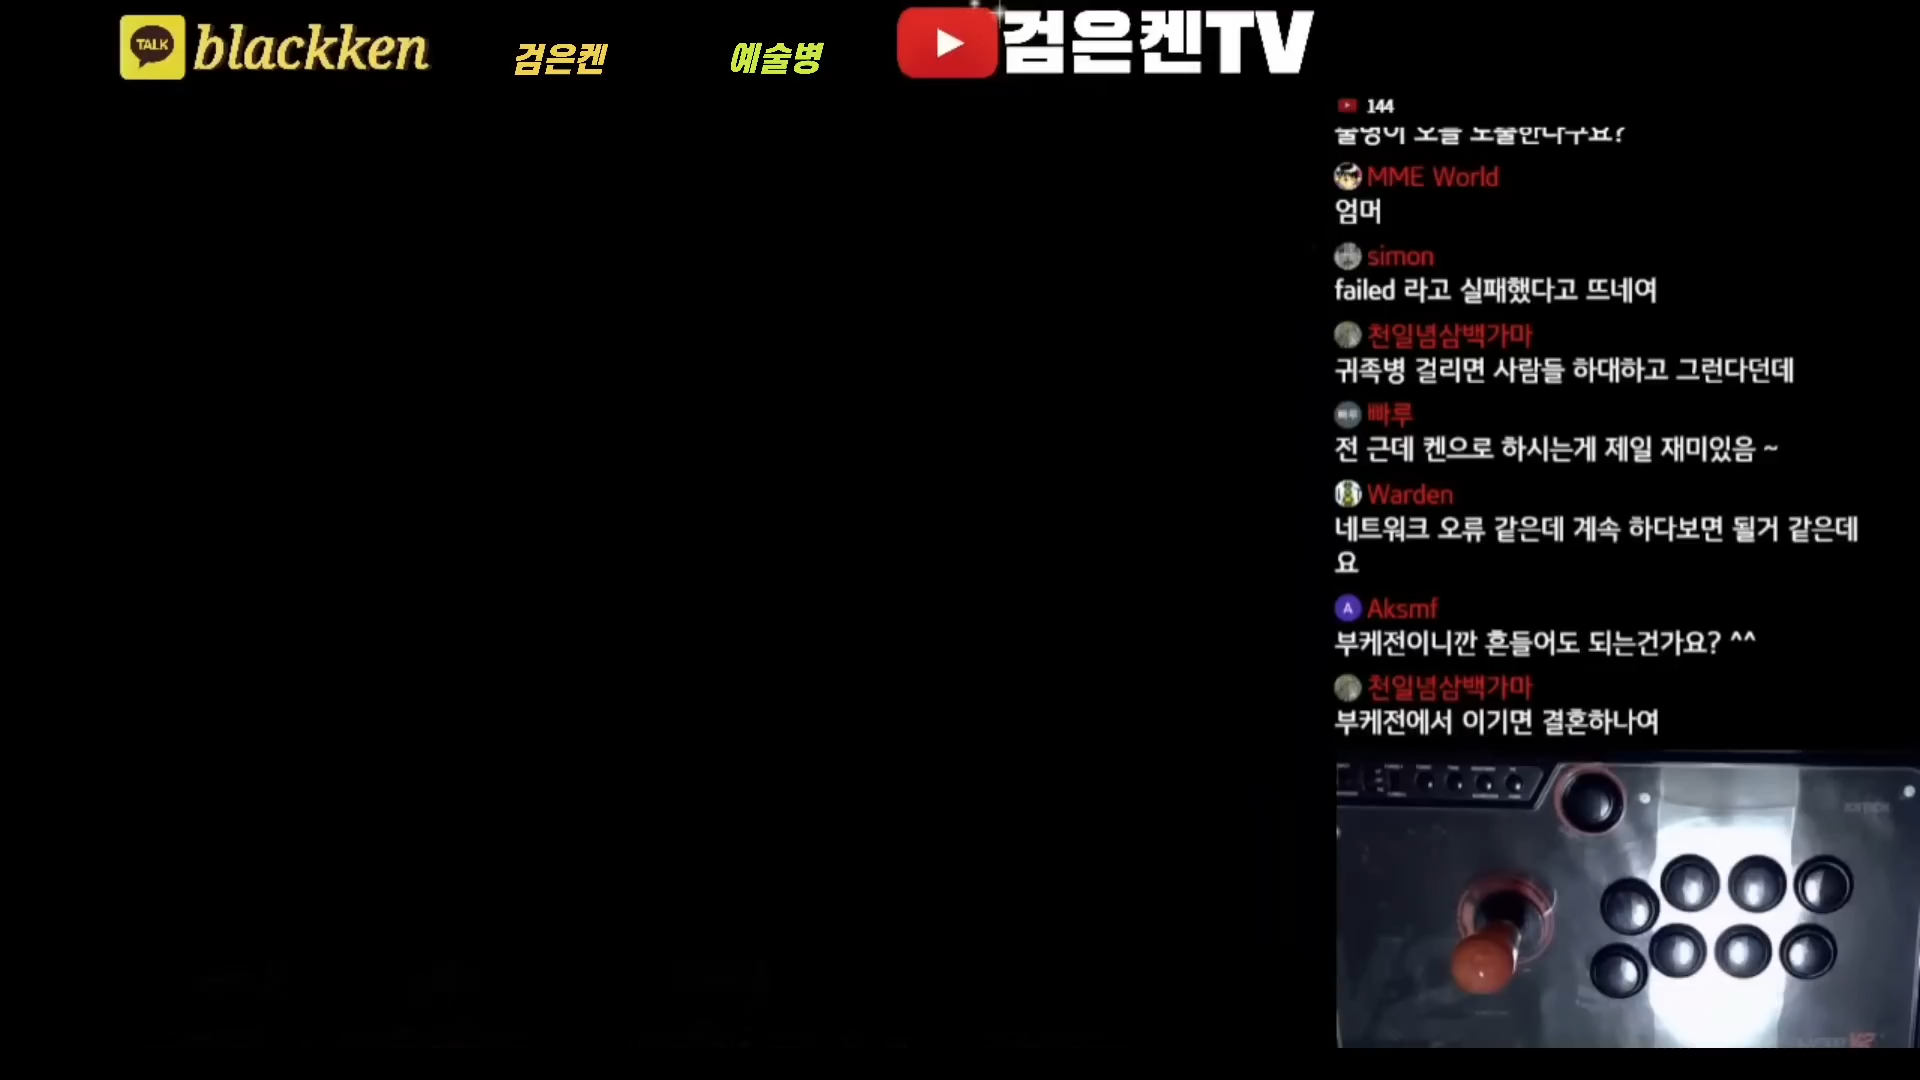 TALK blackken
검은켄
예술병
검은켄TV
144
MME World
엄머
simon
failed 라고 실패했다고 뜨네여
천일념삼백가마
귀족병 걸리면 사람들 하대하고 그런다던데
빠루
전 근데 켄으로 하시는게 제일 재미있음 ~
Warden
네트워크 오류 같은데 계속 하다보면 될거 같은데
요
A Aksmf
부케전이니깐 흔들어도 되는건가요? ^^
천일념삼백가마
부케전에서 이기면 결혼하나여